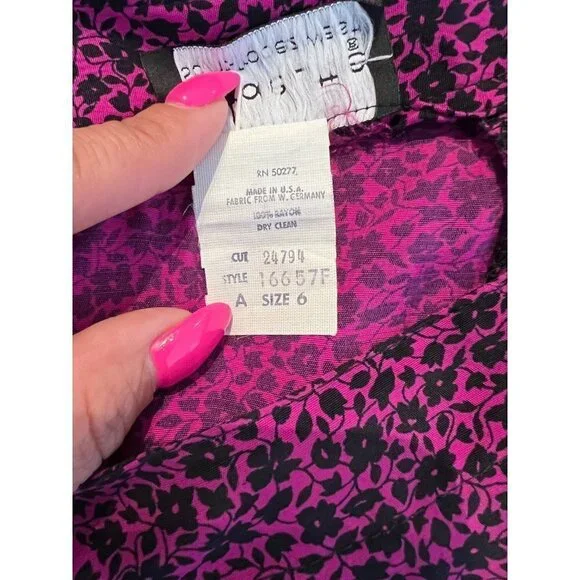 RN 50277
MADE IN U.S.A.
FABRIC FROM W. GERMANY
100% RAYON
DRY CLEAN
CUT 24794
STYLE 16657F
A SIZE 6